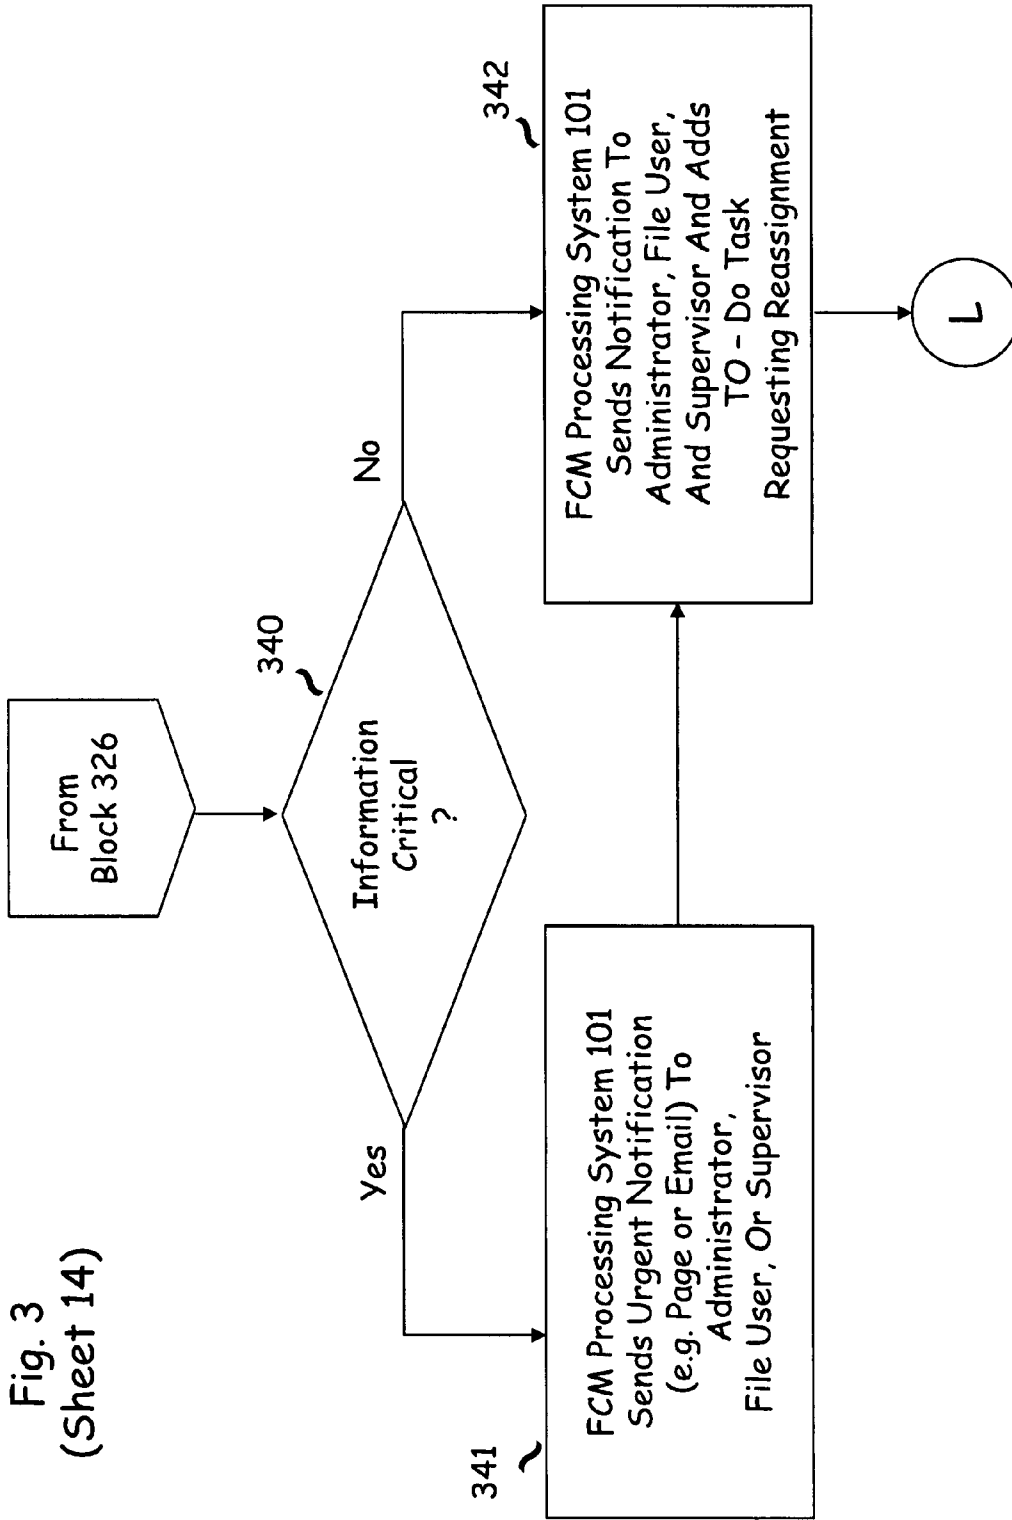 Fig. 3
(Sheet 14)
From
Block 326
340
Information
Critical
?
Yes
No
341
FCM Processing System 101
Sends Urgent Notification
(e.g. Page or Email) To
Administrator,
File User, Or Supervisor
342
FCM Processing System 101
Sends Notification To
Administrator, File User,
And Supervisor And Adds
TO - Do Task
Requesting Reassignment
L